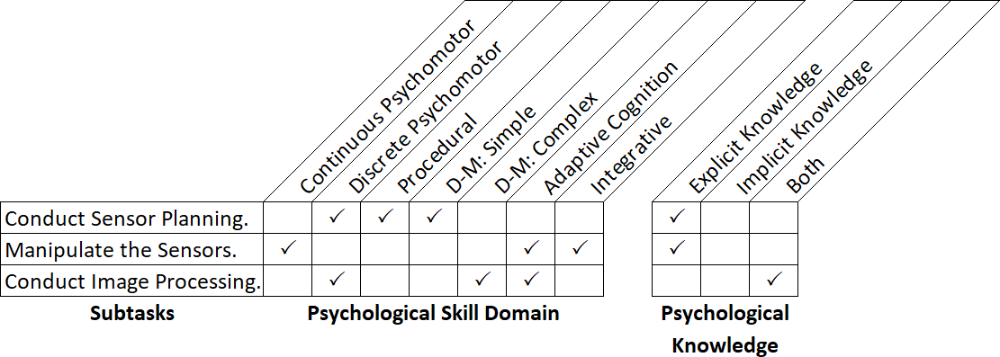 Continuous Psychomotor
Discrete Psychomotor
Procedural
D-M: Simple
D-M: Complex
Adaptive Cognition
Integrative
Explicit Knowledge
Implicit Knowledge
Both
Conduct Sensor Planning. ✓ ✓ ✓ ✓
Manipulate the Sensors. ✓ ✓ ✓ ✓
Conduct Image Processing. ✓ ✓ ✓ ✓
Subtasks Psychological Skill Domain Psychological
Knowledge